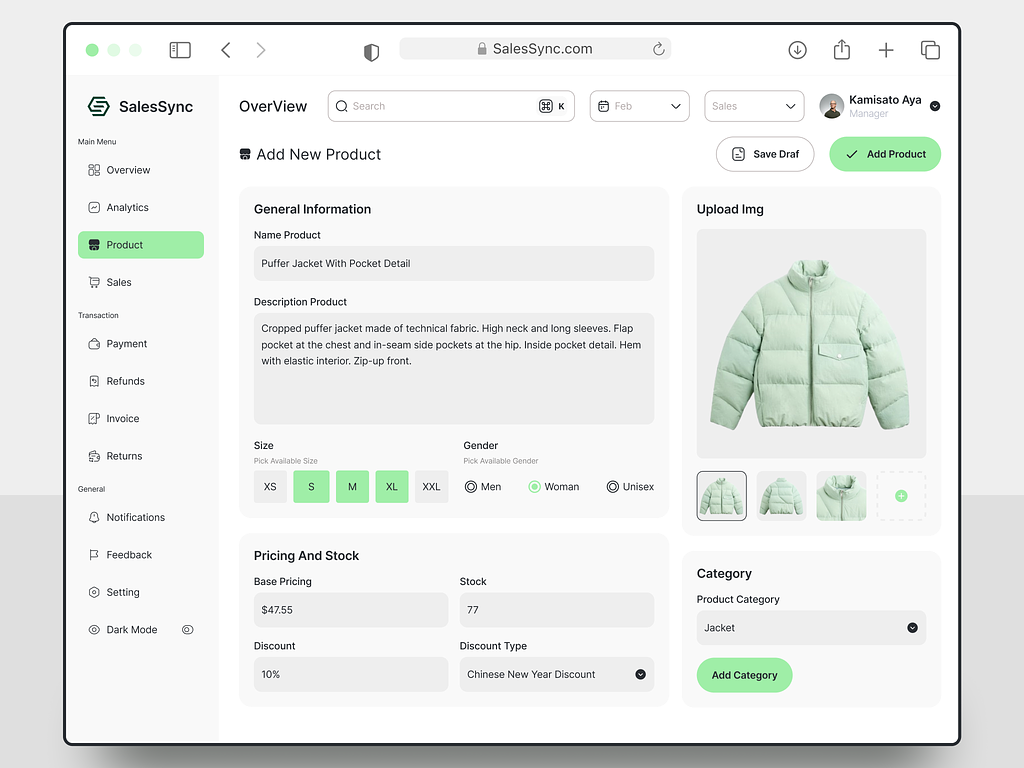 SalesSync.com
SalesSync
OverView
Search
K
Feb
Sales
Kamisato Aya
Manager
Main Menu
Overview
Analytics
Product
Sales
Transaction
Payment
Refunds
Invoice
Returns
General
Notifications
Feedback
Setting
Dark Mode
Add New Product
Save Draf
Add Product
General Information
Name Product
Puffer Jacket With Pocket Detail
Description Product
Cropped puffer jacket made of technical fabric. High neck and long sleeves. Flap
pocket at the chest and in-seam side pockets at the hip. Inside pocket detail. Hem
with elastic interior. Zip-up front.
Size
Pick Available Size
XS S M XL XXL
Gender
Pick Available Gender
Men Woman Unisex
Pricing And Stock
Base Pricing
$47.55
Stock
77
Discount
10%
Discount Type
Chinese New Year Discount
Upload Img
Category
Product Category
Jacket
Add Category